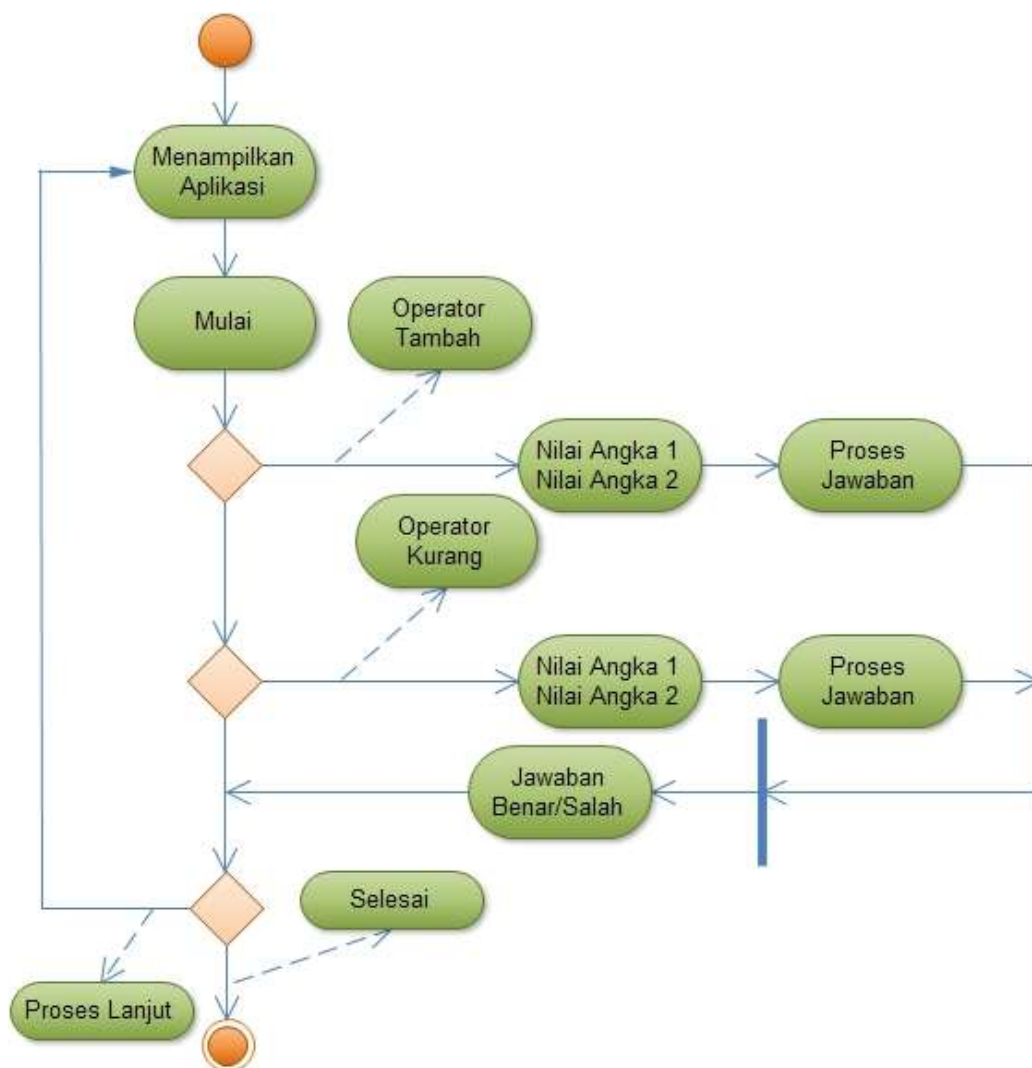 Menampilkan
Aplikasi
Mulai
Operator
Tambah
Nilai Angka 1
Nilai Angka 2
Proses
Jawaban
Operator
Kurang
Nilai Angka 1
Nilai Angka 2
Proses
Jawaban
Jawaban
Benar/Salah
Selesai
Proses Lanjut